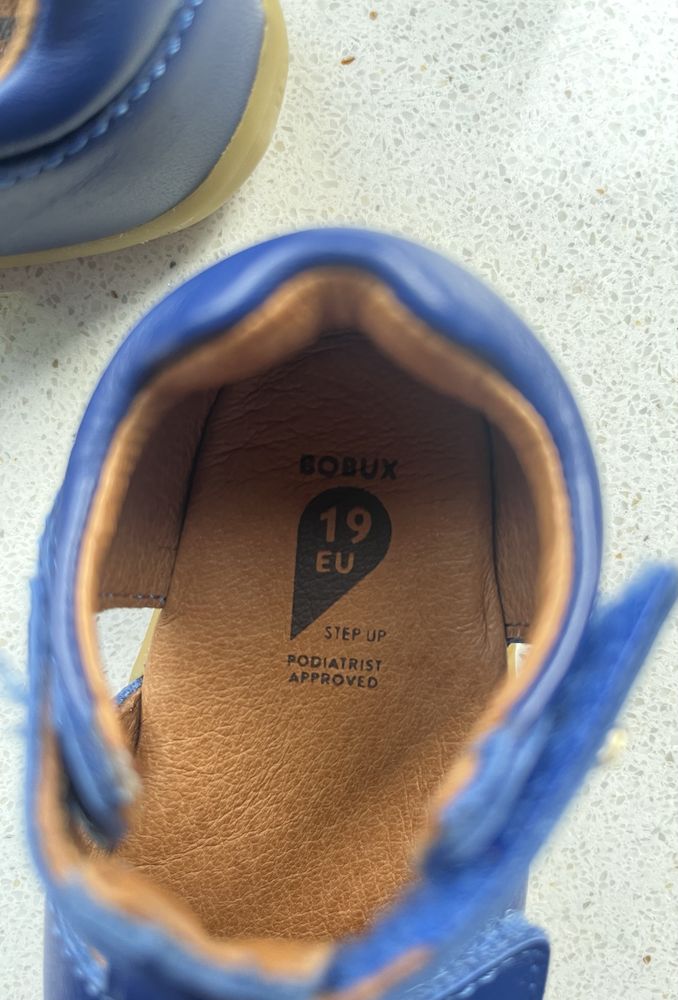 BOBUX
19
EU
STEP UP
PODIATRIST
APPROVED